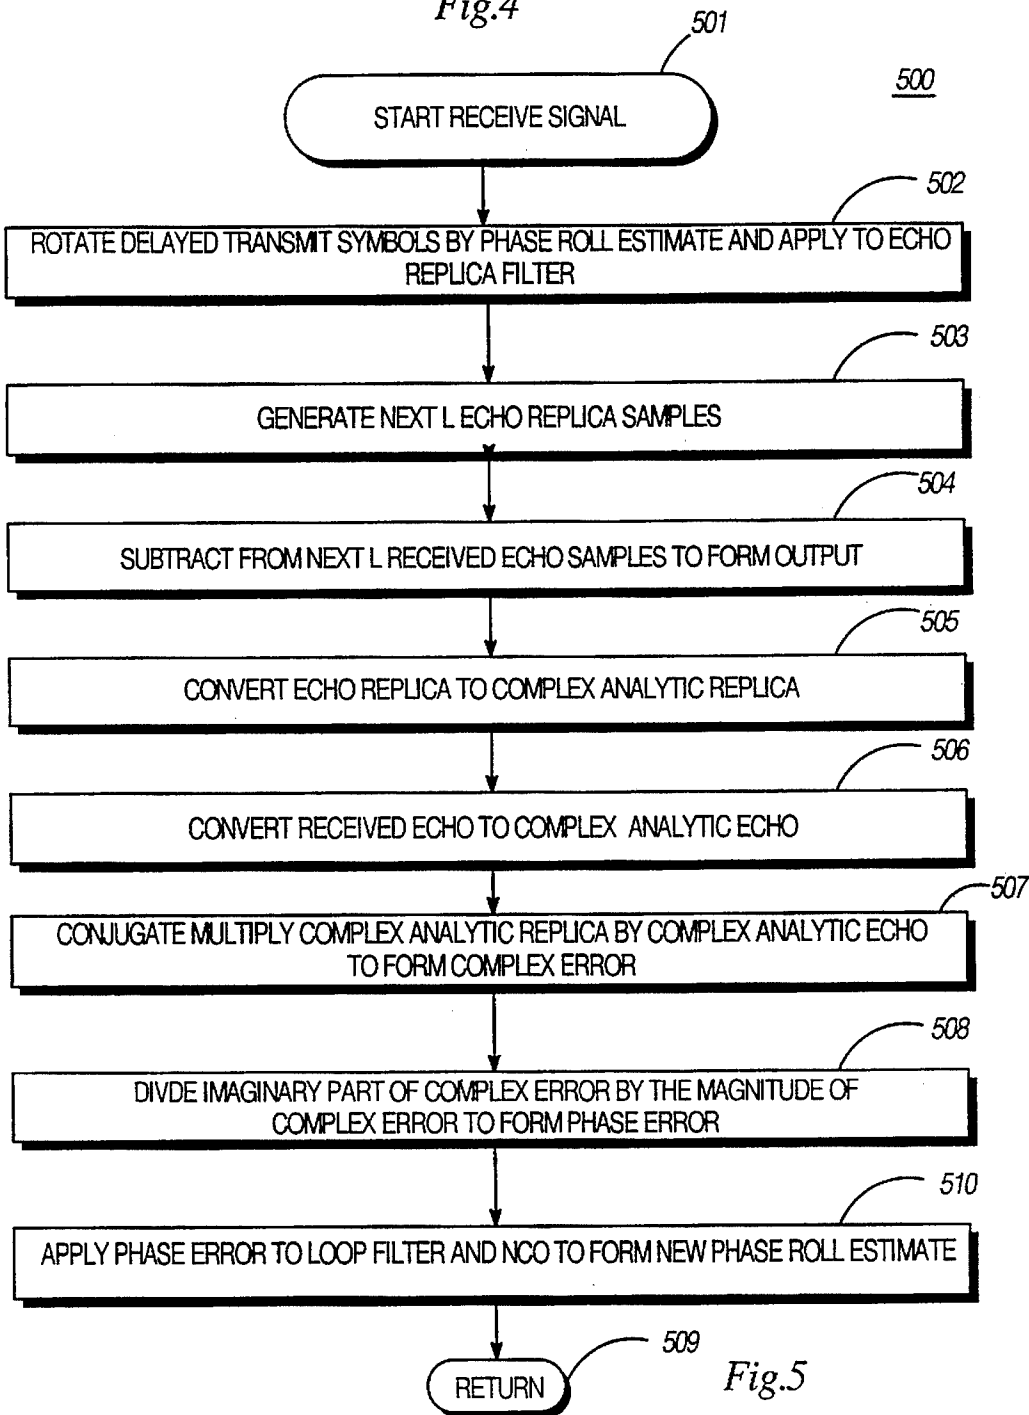 Fig.4
501
500
START RECEIVE SIGNAL
502
ROTATE DELAYED TRANSMIT SYMBOLS BY PHASE ROLL ESTIMATE AND APPLY TO ECHO
REPLICA FILTER
503
GENERATE NEXT L ECHO REPLICA SAMPLES
504
SUBTRACT FROM NEXT L RECEIVED ECHO SAMPLES TO FORM OUTPUT
505
CONVERT ECHO REPLICA TO COMPLEX ANALYTIC REPLICA
506
CONVERT RECEIVED ECHO TO COMPLEX ANALYTIC ECHO
507
CONJUGATE MULTIPLY COMPLEX ANALYTIC REPLICA BY COMPLEX ANALYTIC ECHO
TO FORM COMPLEX ERROR
508
DIVDE IMAGINARY PART OF COMPLEX ERROR BY THE MAGNITUDE OF
COMPLEX ERROR TO FORM PHASE ERROR
510
APPLY PHASE ERROR TO LOOP FILTER AND NCO TO FORM NEW PHASE ROLL ESTIMATE
509
RETURN
Fig.5